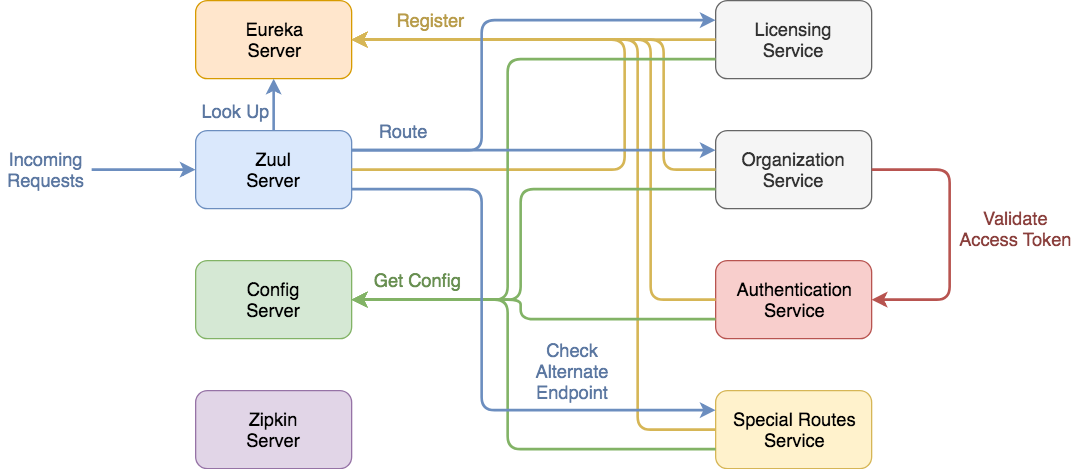 Eureka
Server
Register
Licensing
Service
Look Up
Incoming
Requests
Zuul
Server
Route
Organization
Service
Validate
Access Token
Config
Server
Get Config
Authentication
Service
Check
Alternate
Endpoint
Zipkin
Server
Special Routes
Service